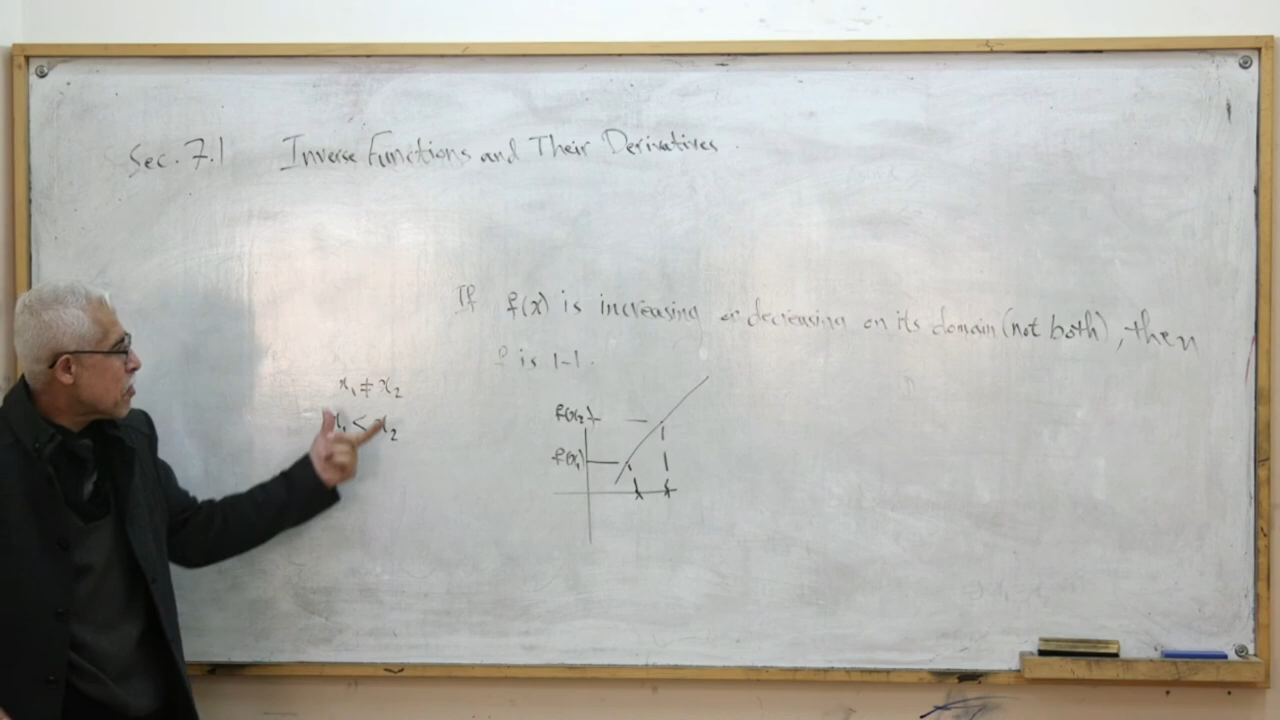 Sec. 7.1 Inverse Functions and Their Derivatives
If f(x) is increasing or decreasing on its domain (not both), then
f is 1-1.
x₁ ≠ x₂
x₁ < x₂
f(x₂)
f(x₁)